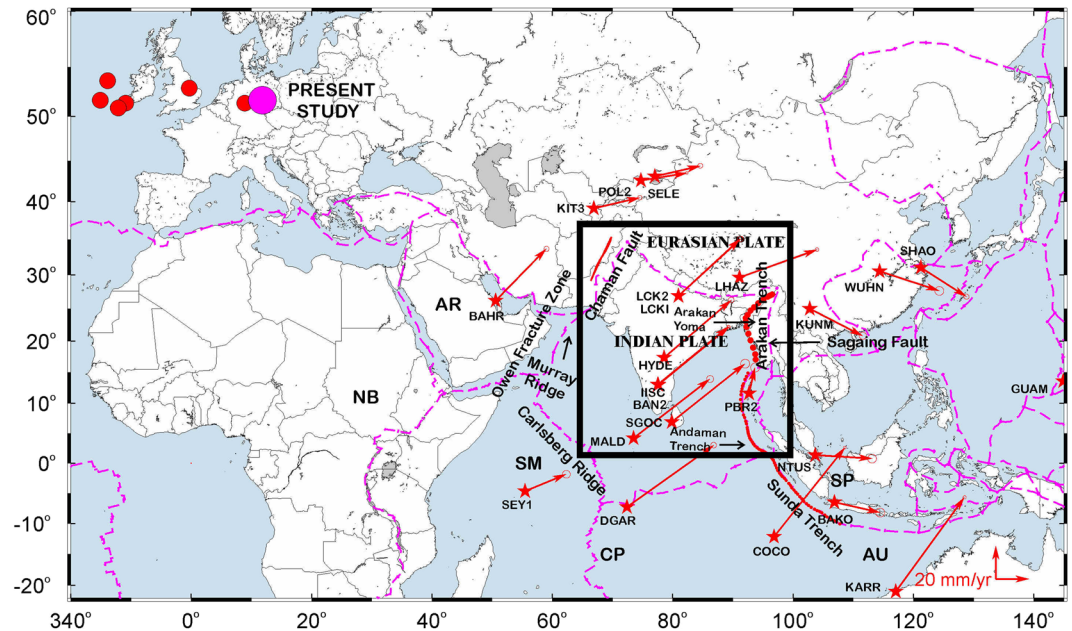 60°
50°
40°
30°
20°
10°
0°
-10°
-20°
340°
0°
20°
40°
60°
80°
100°
120°
140°
PRESENT
STUDY
POL2
SELE
KIT3
EURASIAN PLATE
SHAO
WUHN
LHAZ
LCK2
LCKI
Arakan
Yoma
Arakan Trench
KUNM
Sagaing Fault
Chaman Fault
AR
BAHR
Owen Fracture Zone
Murray
Ridge
INDIAN PLATE
HYDE
IISC
BAN2
PBR2
GUAM
NB
SGOC
MALD
Andaman
Trench
Carlsberg Ridge
SM
SEY1
DGAR
NTUS
SP
BAKO
Sunda Trench
CP
COCO
AU
KARR
20 mm/yr